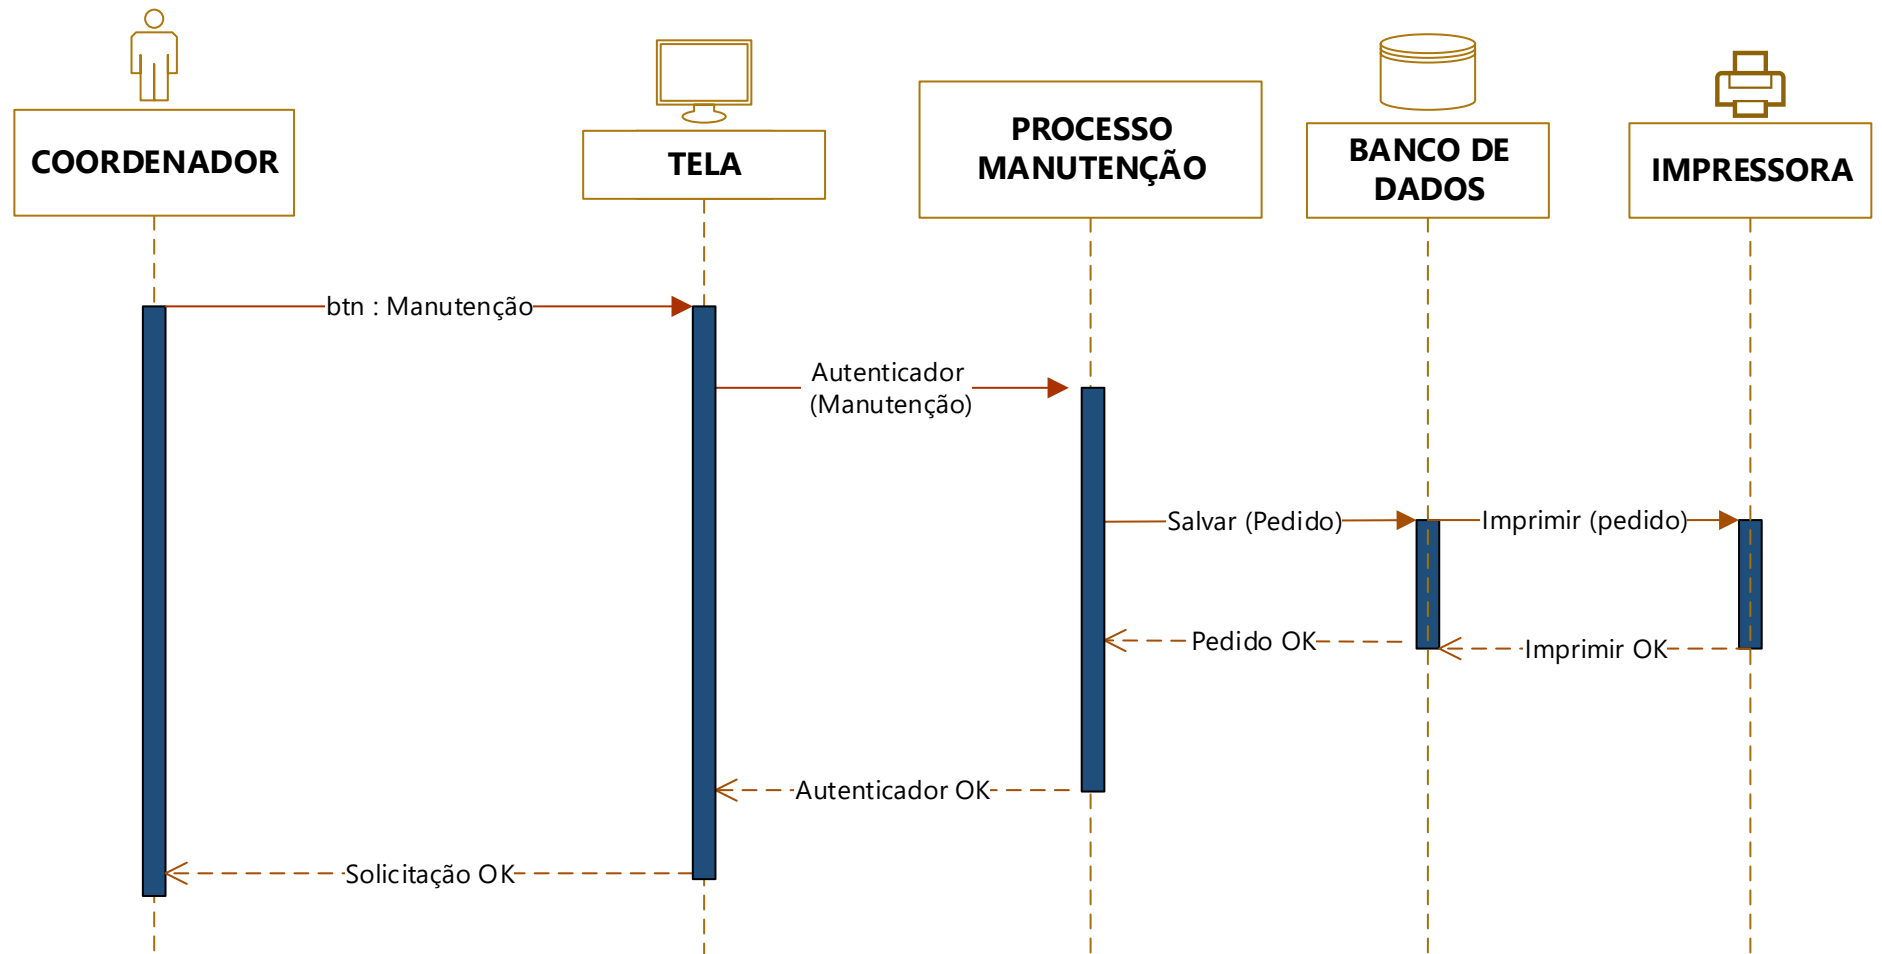 COORDENADOR
TELA
PROCESSO
MANUTENÇÃO
BANCO DE
DADOS
IMPRESSORA
btn : Manutenção
Autenticador
(Manutenção)
Salvar (Pedido)
Imprimir (pedido)
Pedido OK
Imprimir OK
Autenticador OK
Solicitação OK